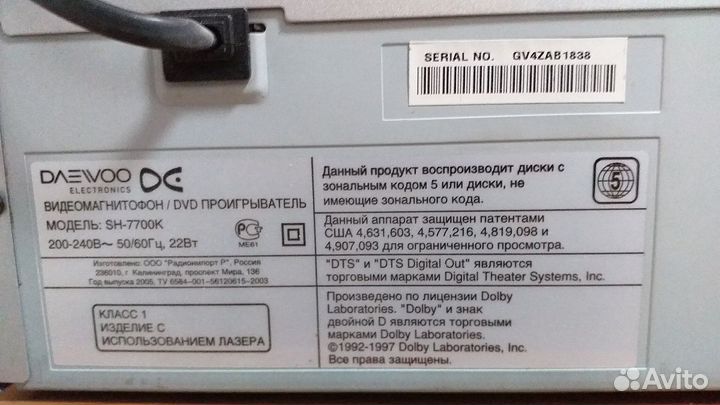 SERIAL NO. GV4ZAB1838
DAEWOO
ELECTRONICS
ВИДЕОМАГНИТОФОН / DVD ПРОИГРЫВАТЕЛЬ
МОДЕЛЬ: SH-7700K
200-240В~ 50/60Гц, 22Вт
МЕ61
Изготовлено: ООО "Радиоимпорт Р", Россия
236010, г. Калининград, проспект Мира, 136
Год выпуска 2005, TV 6584-001-56120615-2003
КЛАСС 1
ИЗДЕЛИЕ С
ИСПОЛЬЗОВАНИЕМ ЛАЗЕРА
Данный продукт воспроизводит диски с
зональным кодом 5 или диски, не
имеющие зонального кода.
5
Данный аппарат защищен патентами
США 4,631,603, 4,577,216, 4,819,098 и
4,907,093 для ограниченного просмотра.
"DTS" и "DTS Digital Out" являются
торговыми марками Digital Theater Systems, Inc.
Произведено по лицензии Dolby
Laboratories. "Dolby" и знак
двойной D являются торговыми
марками Dolby Laboratories.
©1992-1997 Dolby Laboratories, Inc.
Все права защищены.
Avito